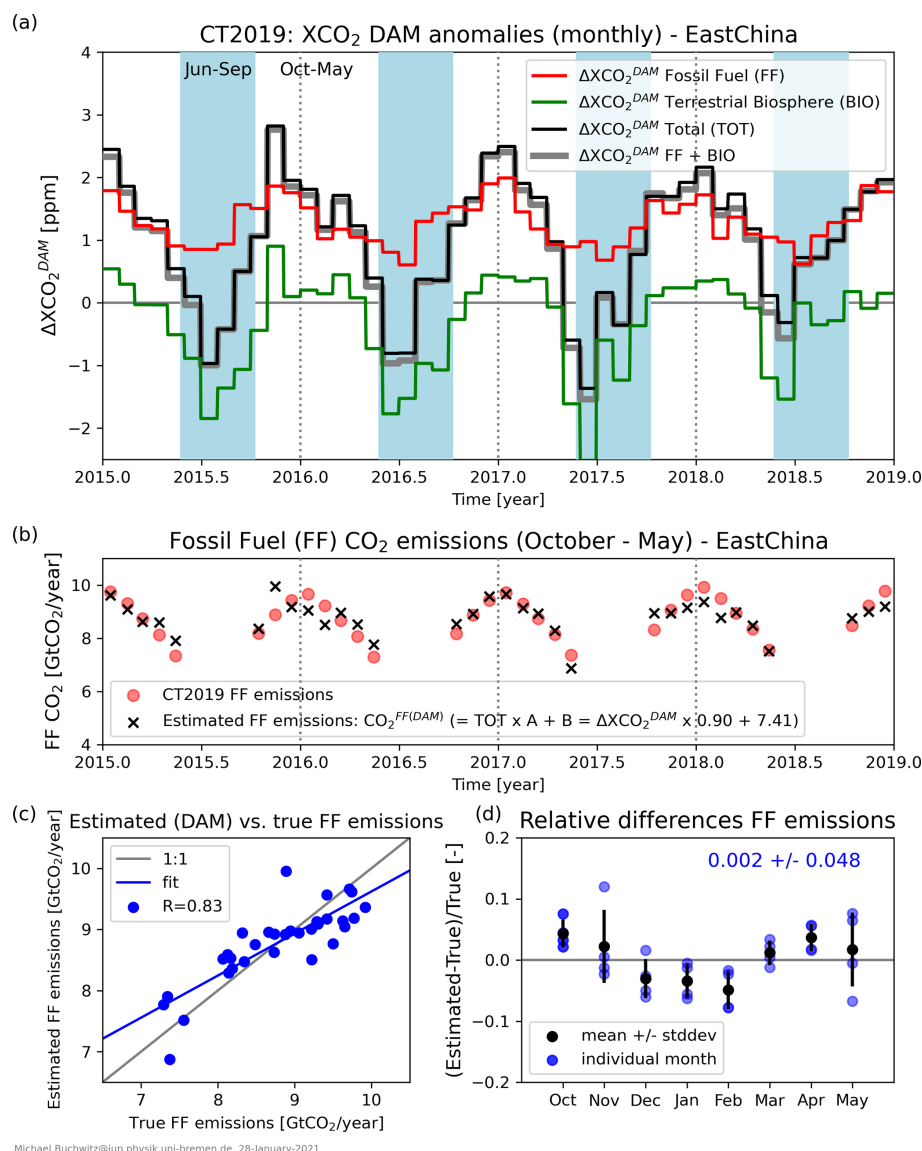 (a)
CT2019: XCO₂ DAM anomalies (monthly) - EastChina
Jun-Sep
Oct-May
ΔXCO₂ᴰᴬᴹ Fossil Fuel (FF)
ΔXCO₂ᴰᴬᴹ Terrestrial Biosphere (BIO)
ΔXCO₂ᴰᴬᴹ Total (TOT)
ΔXCO₂ᴰᴬᴹ FF + BIO
ΔXCO₂ᴰᴬᴹ [ppm]
4
3
2
1
0
−1
−2
2015.0 2015.5 2016.0 2016.5 2017.0 2017.5 2018.0 2018.5 2019.0
Time [year]
(b)
Fossil Fuel (FF) CO₂ emissions (October - May) - EastChina
FF CO₂ [GtCO₂/year]
10
8
6
4
CT2019 FF emissions
Estimated FF emissions: CO₂ᶠᶠ⁽ᴰᴬᴹ⁾ (= TOT x A + B = ΔXCO₂ᴰᴬᴹ x 0.90 + 7.41)
2015.0 2015.5 2016.0 2016.5 2017.0 2017.5 2018.0 2018.5 2019.0
Time [year]
(c)
Estimated (DAM) vs. true FF emissions
1:1
fit
R=0.83
Estimated FF emissions [GtCO₂/year]
10
9
8
7
7 8 9 10
True FF emissions [GtCO₂/year]
(d)
Relative differences FF emissions
0.002 +/- 0.048
(Estimated-True)/True [-]
0.2
0.1
0.0
−0.1
−0.2
mean +/- stddev
individual month
Oct Nov Dec Jan Feb Mar Apr May
Michael.Buchwitz@iup.physik.uni-bremen.de, 28-January-2021